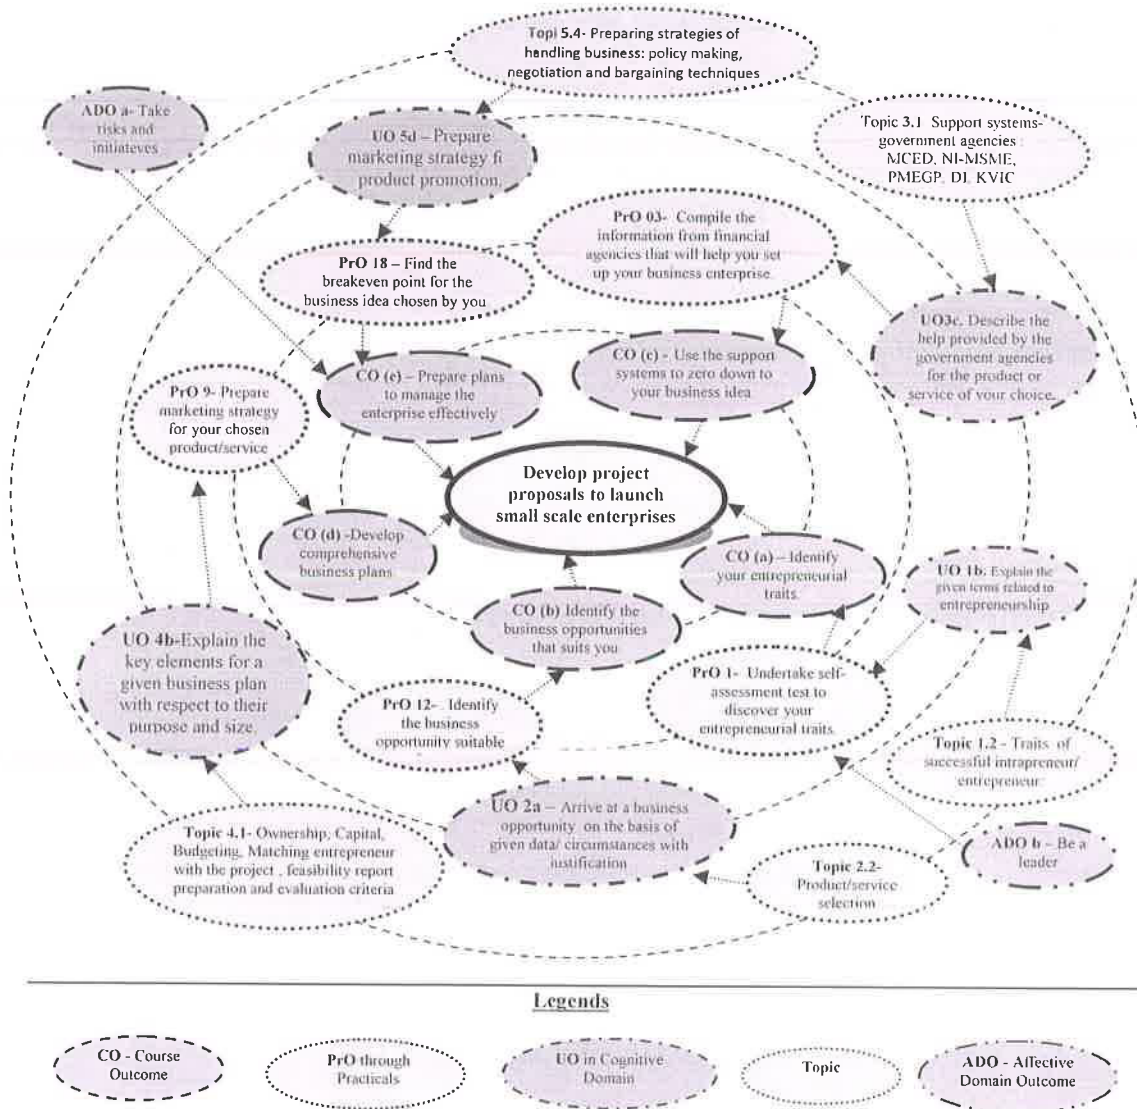 Topi 5.4- Preparing strategies of
handling business: policy making,
negotiation and bargaining techniques
ADO a- Take
risks and
initiateves
UO 5d – Prepare
marketing strategy fi
product promotion.
Topic 3.1 Support systems-
government agencies :
MCED, NI-MSME,
PMEGP, DI, KVIC
PrO 03- Compile the
information from financial
agencies that will help you set
up your business enterprise
PrO 18 – Find the
breakeven point for the
business idea chosen by you
UO3c. Describe the
help provided by the
government agencies
for the product or
service of your choice.
CO (e) – Prepare plans
to manage the
enterprise effectively
CO (c) - Use the support
systems to zero down to
your business idea
PrO 9- Prepare
marketing strategy
for your chosen
product/service
Develop project
proposals to launch
small scale enterprises
CO (d) -Develop
comprehensive
business plans
CO (a) – Identify
your entrepreneurial
traits.
UO 1b. Explain the
given terms related to
entrepreneurship
CO (b) Identify the
business opportunities
that suits you
UO 4b-Explain the
key elements for a
given business plan
with respect to their
purpose and size.
PrO 1- Undertake self-
assessment test to
discover your
entrepreneurial traits.
PrO 12- Identify
the business
opportunity suitable
Topic 1.2 - Traits of
successful intrapreneur/
entrepreneur
UO 2a – Arrive at a business
opportunity on the basis of
given data/ circumstances with
justification
Topic 4.1- Ownership, Capital,
Budgeting, Matching entrepreneur
with the project , feasibility report
preparation and evaluation criteria
ADO b – Be a
leader
Topic 2.2-
Product/service
selection
Legends
CO - Course
Outcome
PrO through
Practicals
UO in Cognitive
Domain
Topic
ADO - Affective
Domain Outcome